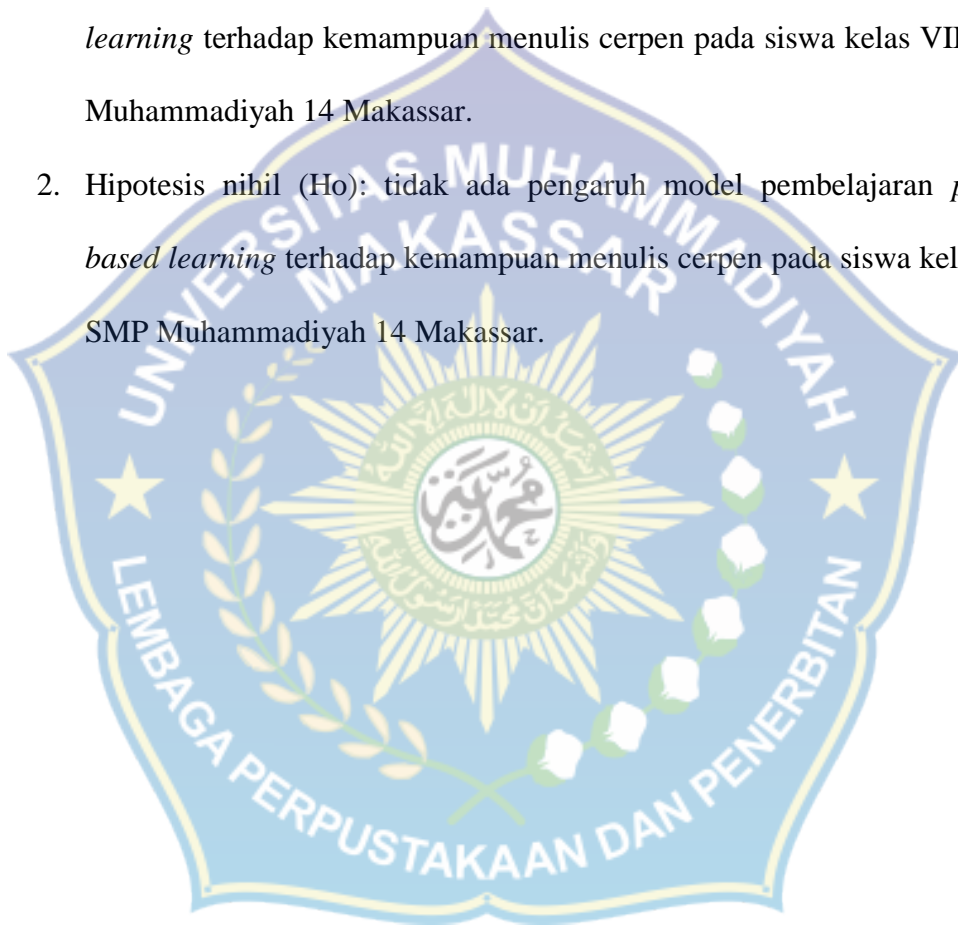 learning terhadap kemampuan menulis cerpen pada siswa kelas
Muhammadiyah 14 Makassar.
2. Hipotesis nihil (Ho): tidak ada pengaruh model pembelajaran
based learning terhadap kemampuan menulis cerpen pada siswa
SMP Muhammadiyah 14 Makassar.
UNIVERSITAS MUHAMMADIYAH
MAKASSAR
محمد
LEMBAGA PERPUSTAKAAN DAN PENERBITAN